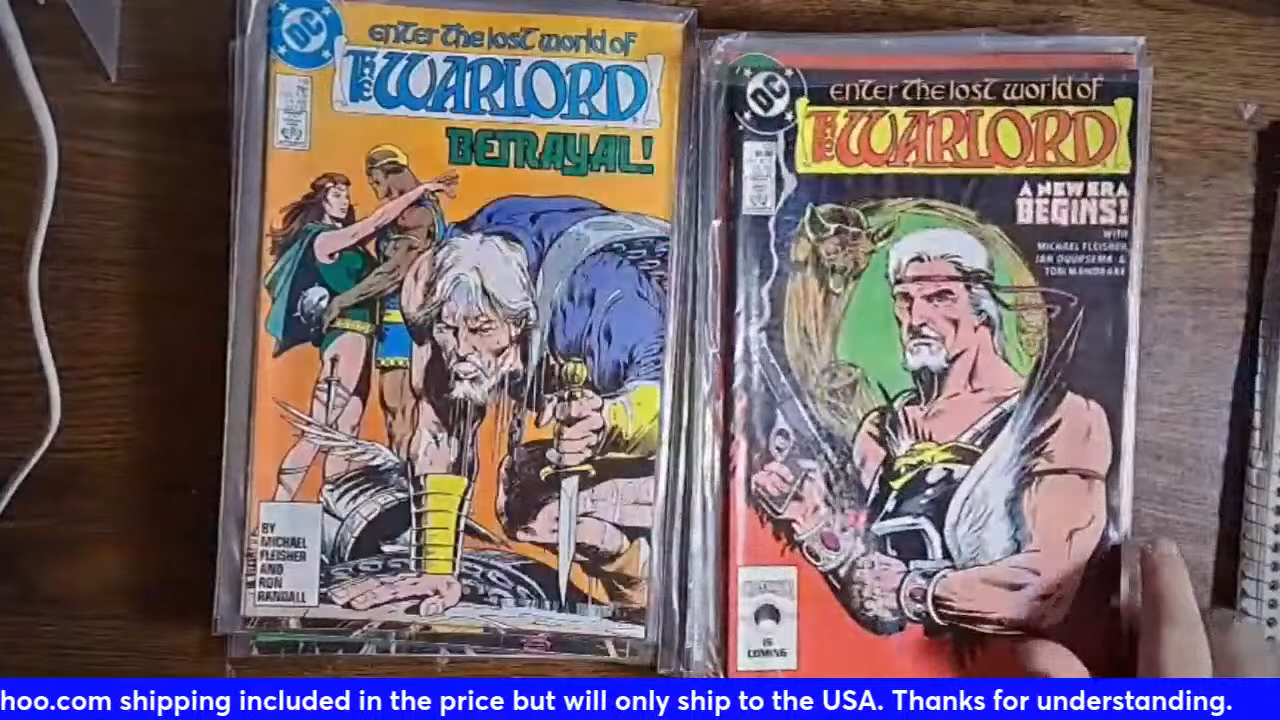 DC
enter the lost world of
THE WARLORD
BETRAYAL!
BY
MICHAEL
FLEISHER
AND
RON
RANDALL
DC
enter the lost world of
THE WARLORD
A NEW ERA
BEGINS!
WITH
MICHAEL FLEISHER,
JAN DUURSEMA &
TOM MANDRAKE
IS
COMING
hoo.com shipping included in the price but will only ship to the USA. Thanks for understanding.